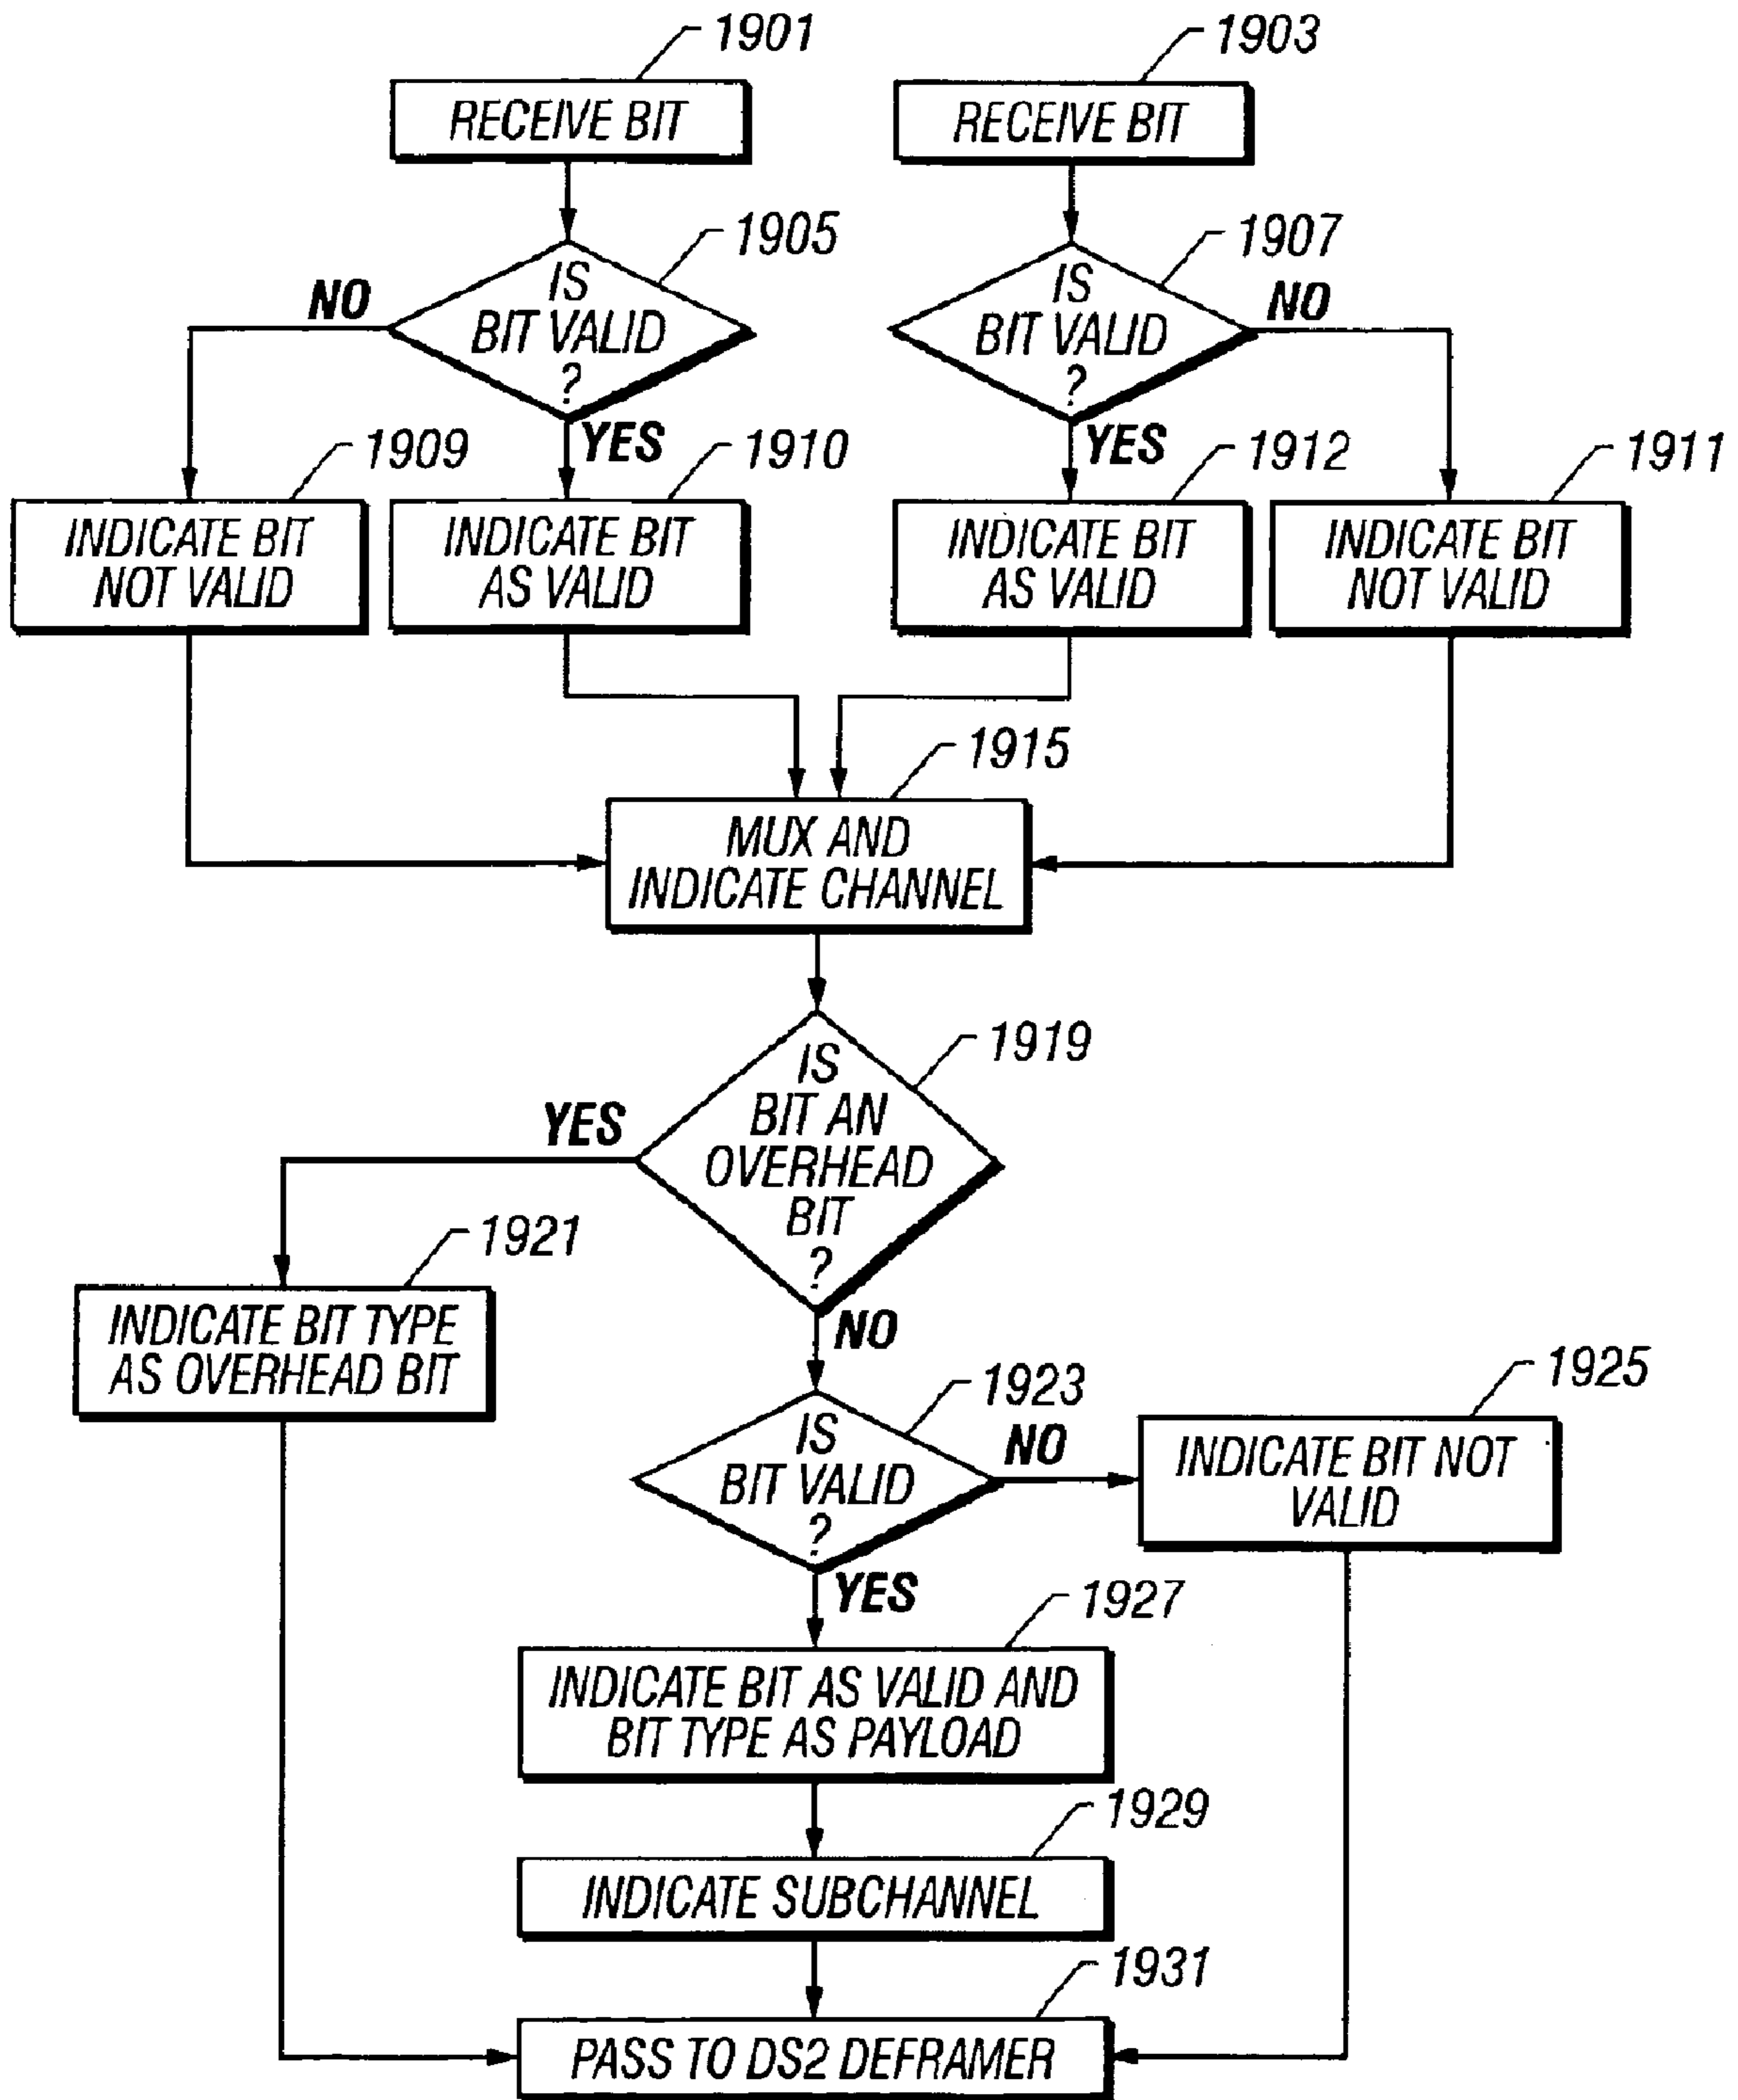 1901
1903
RECEIVE BIT
RECEIVE BIT
1905
1907
IS
BIT VALID
?
IS
BIT VALID
?
NO
NO
YES
YES
1909
1910
1912
1911
INDICATE BIT
NOT VALID
INDICATE BIT
AS VALID
INDICATE BIT
AS VALID
INDICATE BIT
NOT VALID
1915
MUX AND
INDICATE CHANNEL
1919
IS
BIT AN
OVERHEAD
BIT
?
YES
NO
1921
INDICATE BIT TYPE
AS OVERHEAD BIT
1923
IS
BIT VALID
?
NO
YES
1925
INDICATE BIT NOT
VALID
1927
INDICATE BIT AS VALID AND
BIT TYPE AS PAYLOAD
1929
INDICATE SUBCHANNEL
1931
PASS TO DS2 DEFRAMER